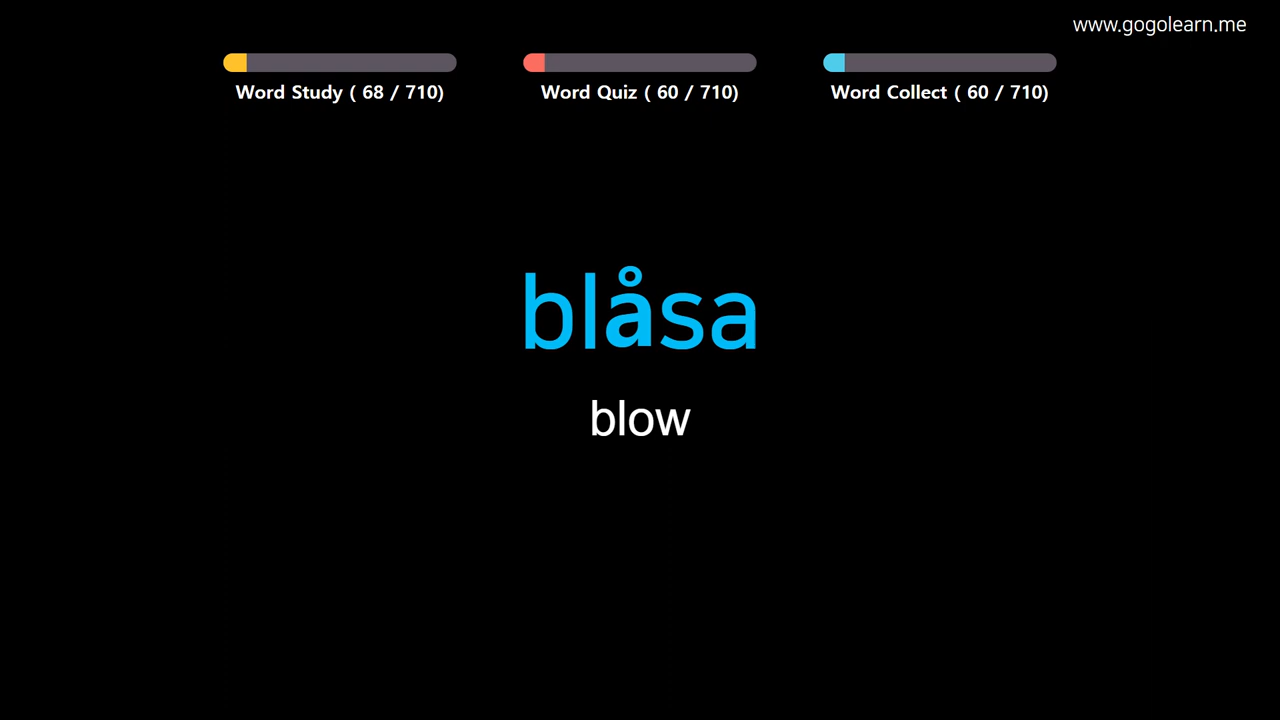 www.gogolearn.me
Word Study ( 68 / 710)
Word Quiz ( 60 / 710)
Word Collect ( 60 / 710)
blåsa
blow